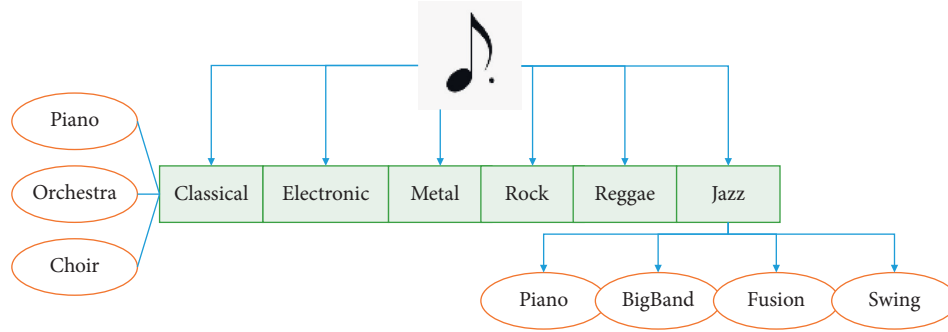 Piano
Orchestra
Choir
Classical Electronic Metal Rock Reggae Jazz
Piano BigBand Fusion Swing